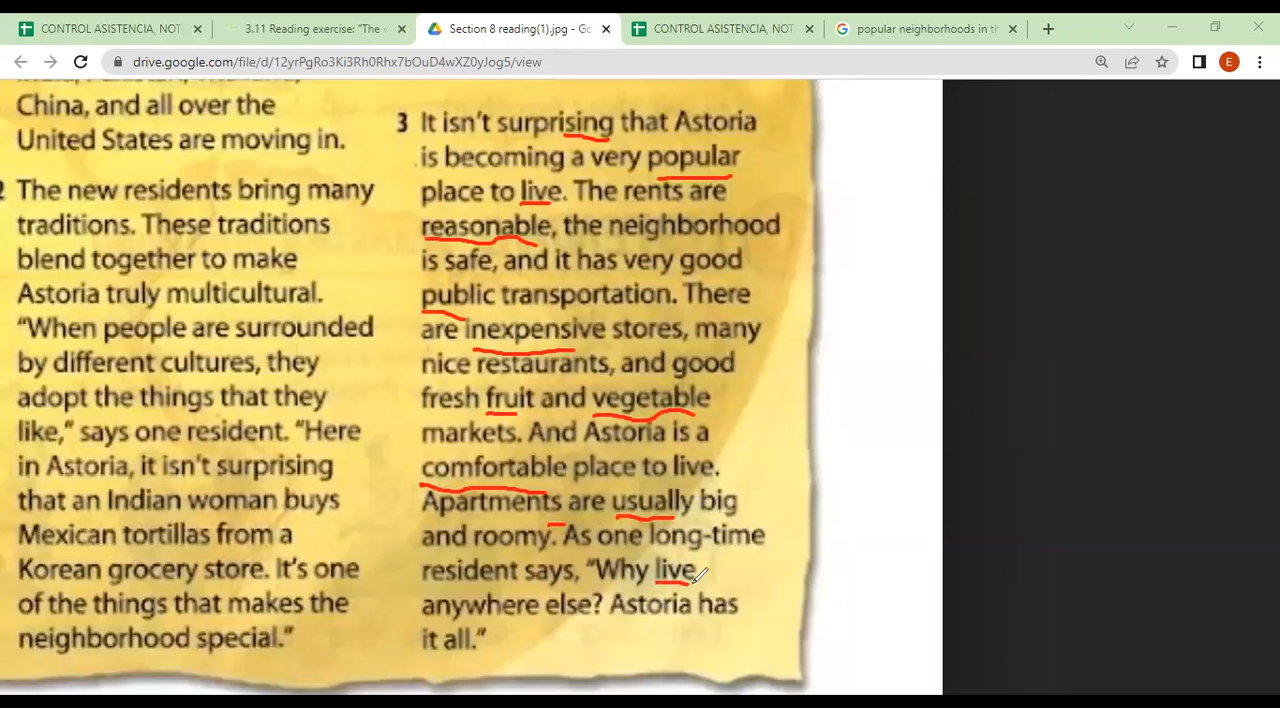 CONTROL ASISTENCIA, NOT
3.11 Reading exercise: "The
Section 8 reading(1).jpg - Go
CONTROL ASISTENCIA, NOT
popular neighborhoods in th
drive.google.com/file/d/12yrPgRo3Ki3Rh0Rhx7bOuD4wXZ0yJog5/view
E
China, and all over the
United States are moving in.
2 The new residents bring many
traditions. These traditions
blend together to make
Astoria truly multicultural.
“When people are surrounded
by different cultures, they
adopt the things that they
like,” says one resident. “Here
in Astoria, it isn’t surprising
that an Indian woman buys
Mexican tortillas from a
Korean grocery store. It’s one
of the things that makes the
neighborhood special.”
3 It isn’t surprising that Astoria
is becoming a very popular
place to live. The rents are
reasonable, the neighborhood
is safe, and it has very good
public transportation. There
are inexpensive stores, many
nice restaurants, and good
fresh fruit and vegetable
markets. And Astoria is a
comfortable place to live.
Apartments are usually big
and roomy. As one long-time
resident says, “Why live
anywhere else? Astoria has
it all.”